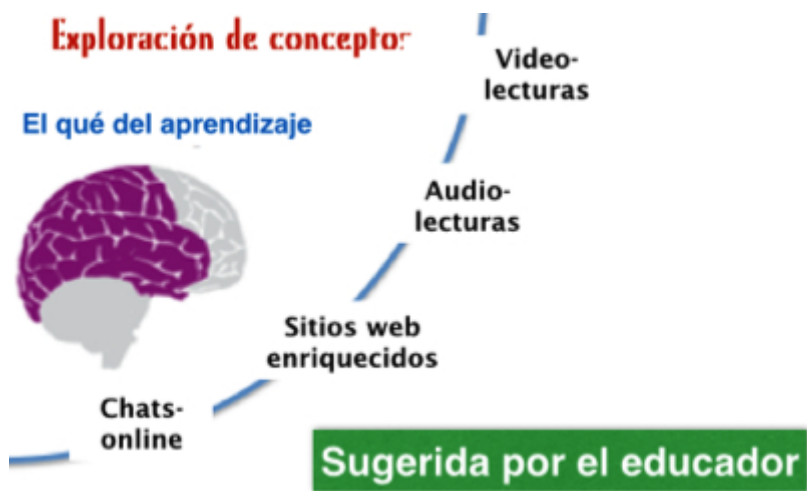 Exploración de conceptos
El qué del aprendizaje
Video-
lecturas
Audio-
lecturas
Sitios web
enriquecidos
Chats-
online
Sugerida por el educador